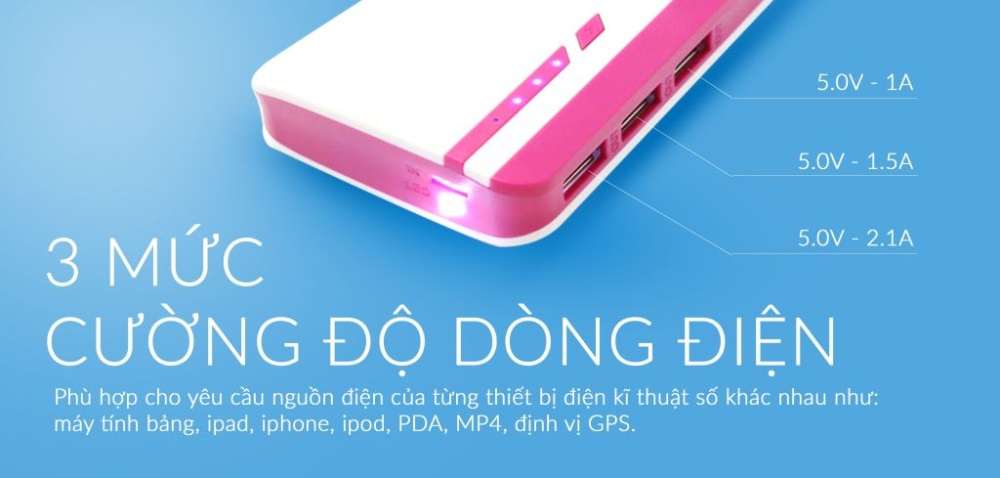 5.0V - 1A
5.0V - 1.5A
5.0V - 2.1A
3 MỨC
CƯỜNG ĐỘ DÒNG ĐIỆN
Phù hợp cho yêu cầu nguồn điện của từng thiết bị điện kĩ thuật số khác nhau như:
máy tính bảng, ipad, iphone, ipod, PDA, MP4, định vị GPS.